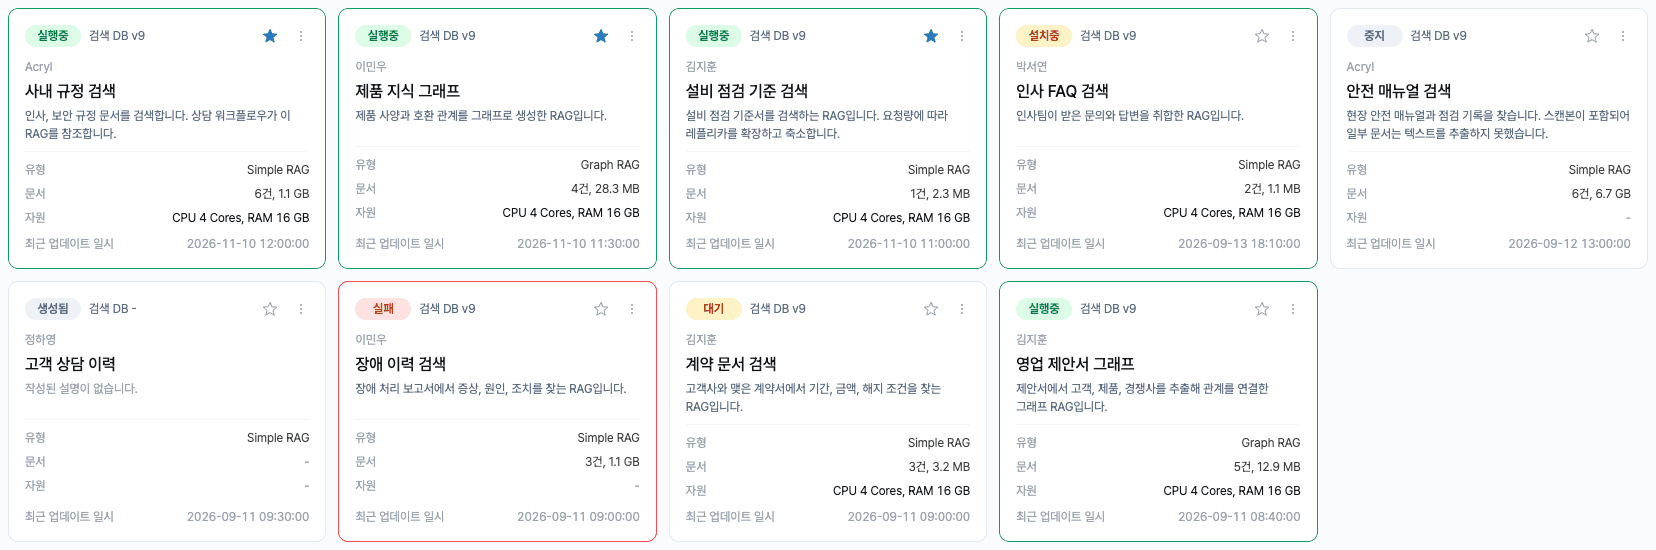 실행중 검색 DB v9
Acryl
사내 규정 검색
인사, 보안 규정 문서를 검색합니다. 상담 워크플로우가 이
RAG를 참조합니다.
유형 Simple RAG
문서 6건, 1.1 GB
자원 CPU 4 Cores, RAM 16 GB
최근 업데이트 일시 2026-11-10 12:00:00
실행중 검색 DB v9
이민우
제품 지식 그래프
제품 사양과 호환 관계를 그래프로 생성한 RAG입니다.
유형 Graph RAG
문서 4건, 28.3 MB
자원 CPU 4 Cores, RAM 16 GB
최근 업데이트 일시 2026-11-10 11:30:00
실행중 검색 DB v9
김지훈
설비 점검 기준 검색
설비 점검 기준서를 검색하는 RAG입니다. 요청량에 따라
레플리카를 확장하고 축소합니다.
유형 Simple RAG
문서 1건, 2.3 MB
자원 CPU 4 Cores, RAM 16 GB
최근 업데이트 일시 2026-11-10 11:00:00
설치중 검색 DB v9
박서연
인사 FAQ 검색
인사팀이 받은 문의와 답변을 취합한 RAG입니다.
유형 Simple RAG
문서 2건, 1.1 MB
자원 CPU 4 Cores, RAM 16 GB
최근 업데이트 일시 2026-09-13 18:10:00
중지 검색 DB v9
Acryl
안전 매뉴얼 검색
현장 안전 매뉴얼과 점검 기록을 찾습니다. 스캔본이 포함되어
일부 문서는 텍스트를 추출하지 못했습니다.
유형 Simple RAG
문서 6건, 6.7 GB
자원 -
최근 업데이트 일시 2026-09-12 13:00:00
생성됨 검색 DB -
정하영
고객 상담 이력
작성된 설명이 없습니다.
유형 Simple RAG
문서 -
자원 -
최근 업데이트 일시 2026-09-11 09:30:00
실패 검색 DB v9
이민우
장애 이력 검색
장애 처리 보고서에서 증상, 원인, 조치를 찾는 RAG입니다.
유형 Simple RAG
문서 3건, 1.1 GB
자원 -
최근 업데이트 일시 2026-09-11 09:00:00
대기 검색 DB v9
김지훈
계약 문서 검색
고객사와 맺은 계약서에서 기간, 금액, 해지 조건을 찾는
RAG입니다.
유형 Simple RAG
문서 3건, 3.2 MB
자원 CPU 4 Cores, RAM 16 GB
최근 업데이트 일시 2026-09-11 09:00:00
실행중 검색 DB v9
김지훈
영업 제안서 그래프
제안서에서 고객, 제품, 경쟁사를 추출해 관계를 연결한
그래프 RAG입니다.
유형 Graph RAG
문서 5건, 12.9 MB
자원 CPU 4 Cores, RAM 16 GB
최근 업데이트 일시 2026-09-11 08:40:00